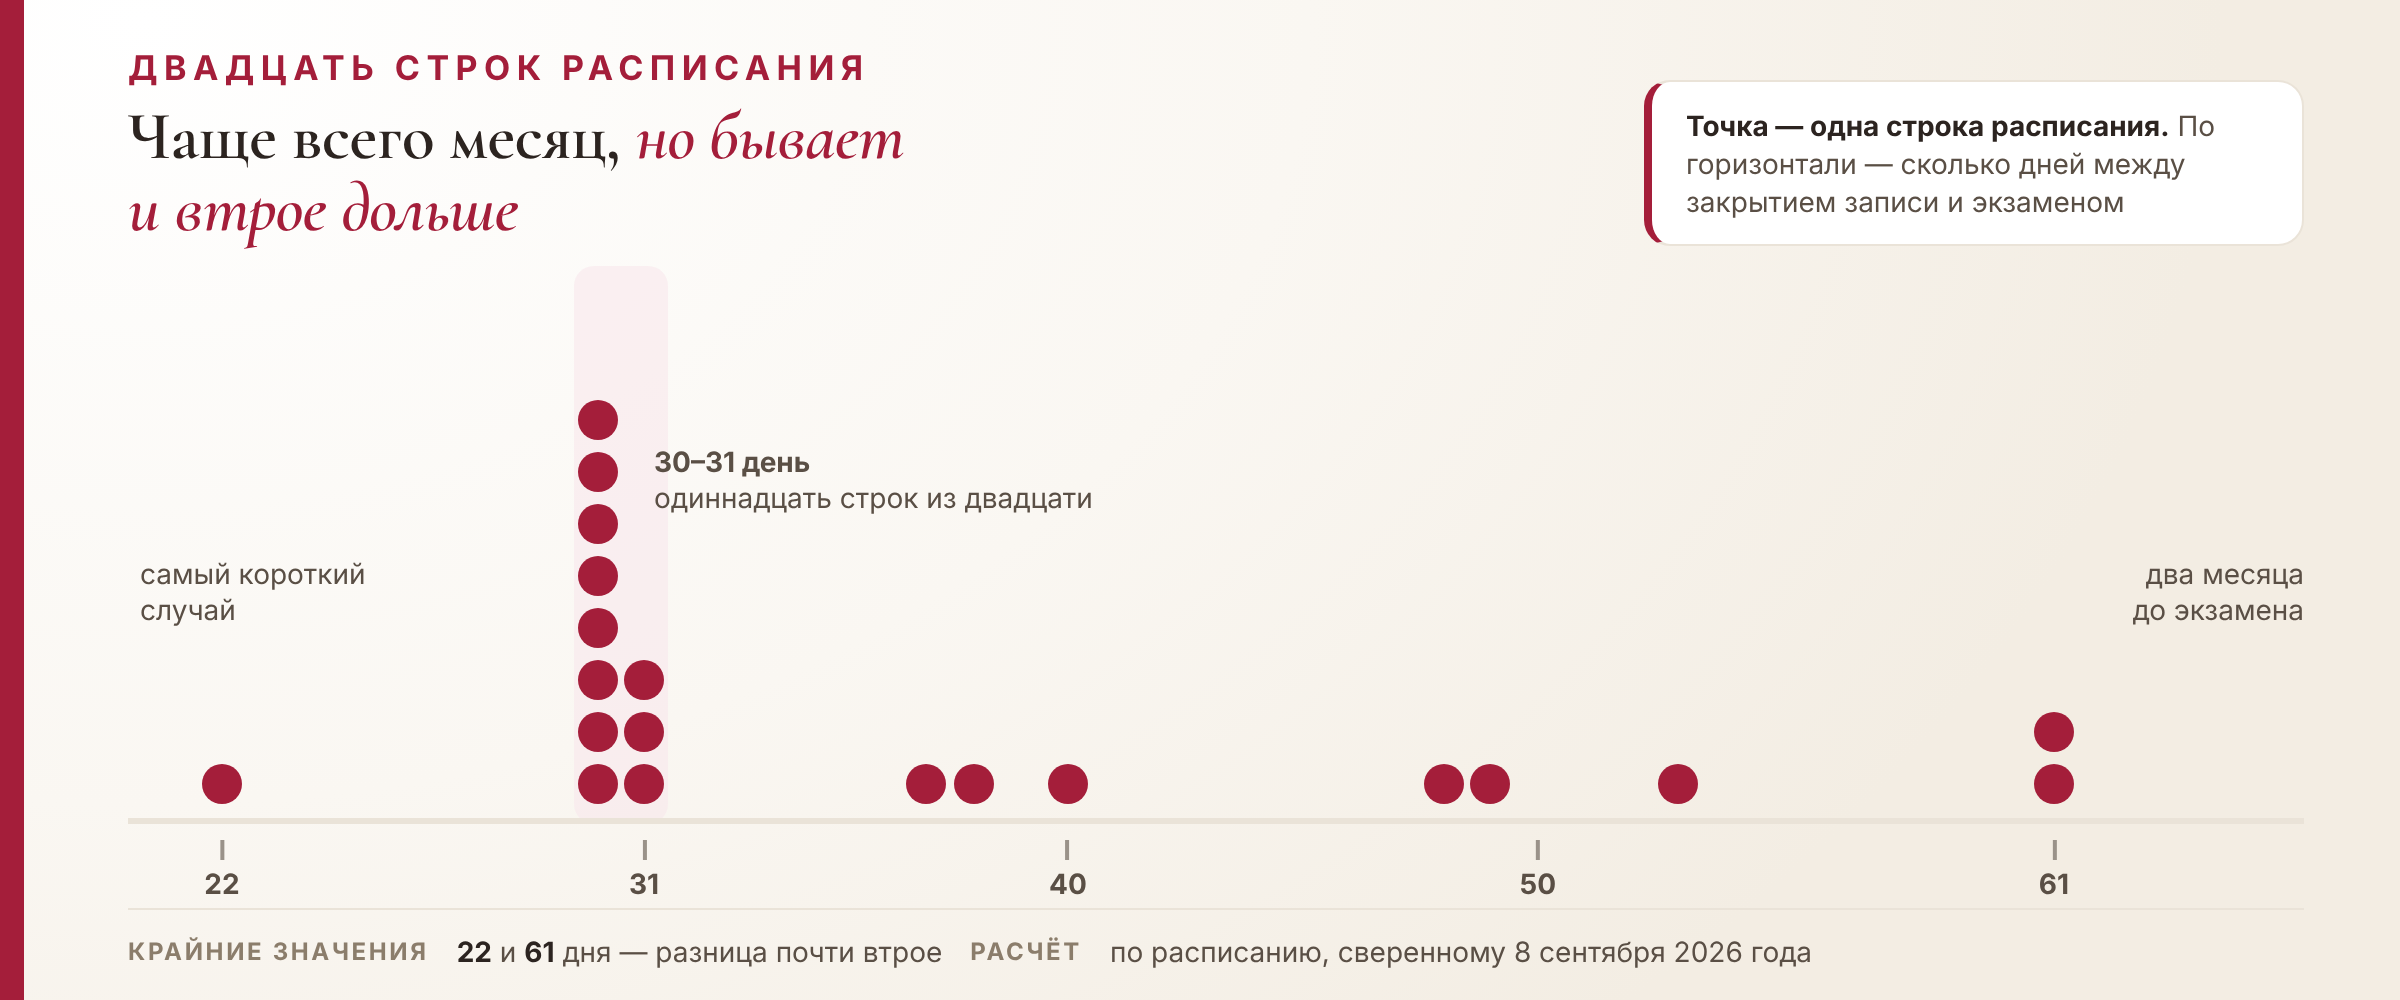 ДВАДЦАТЬ СТРОК РАСПИСАНИЯ
Чаще всего месяц, но бывает
и втрое дольше
Точка — одна строка расписания. По
горизонтали — сколько дней между
закрытием записи и экзаменом
30–31 день
одиннадцать строк из двадцати
самый короткий
случай
два месяца
до экзамена
22 31 40 50 61
КРАЙНИЕ ЗНАЧЕНИЯ 22 и 61 дня — разница почти втрое РАСЧЁТ по расписанию, сверенному 8 сентября 2026 года